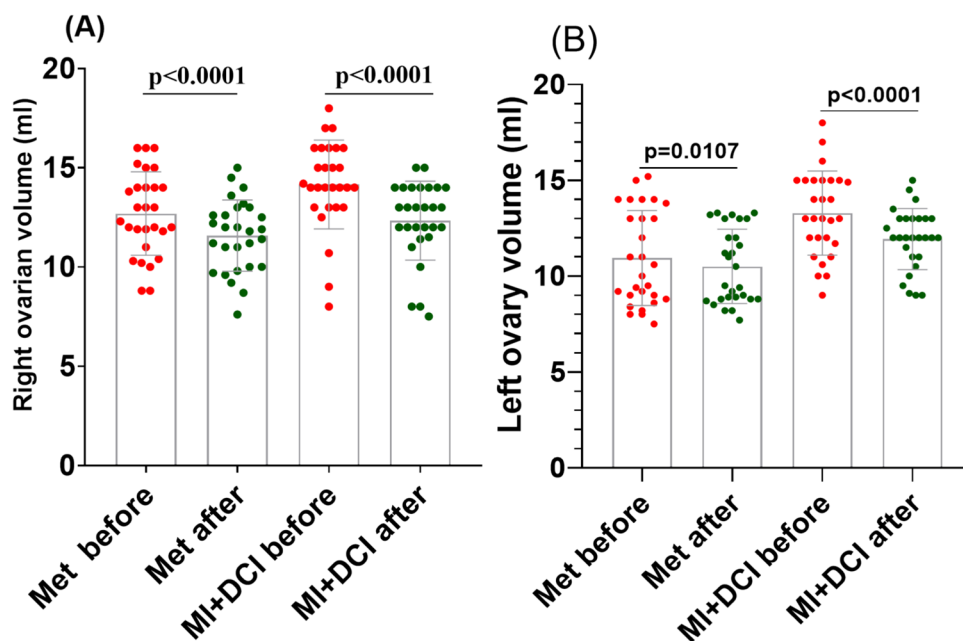 (A)
Right ovarian volume (ml)
20
15
10
5
0
p<0.0001
p<0.0001
Met before
Met after
MI+DCI before
MI+DCI after
(B)
Left ovary volume (ml)
20
15
10
5
0
p=0.0107
p<0.0001
Met before
Met after
MI+DCI before
MI+DCI after